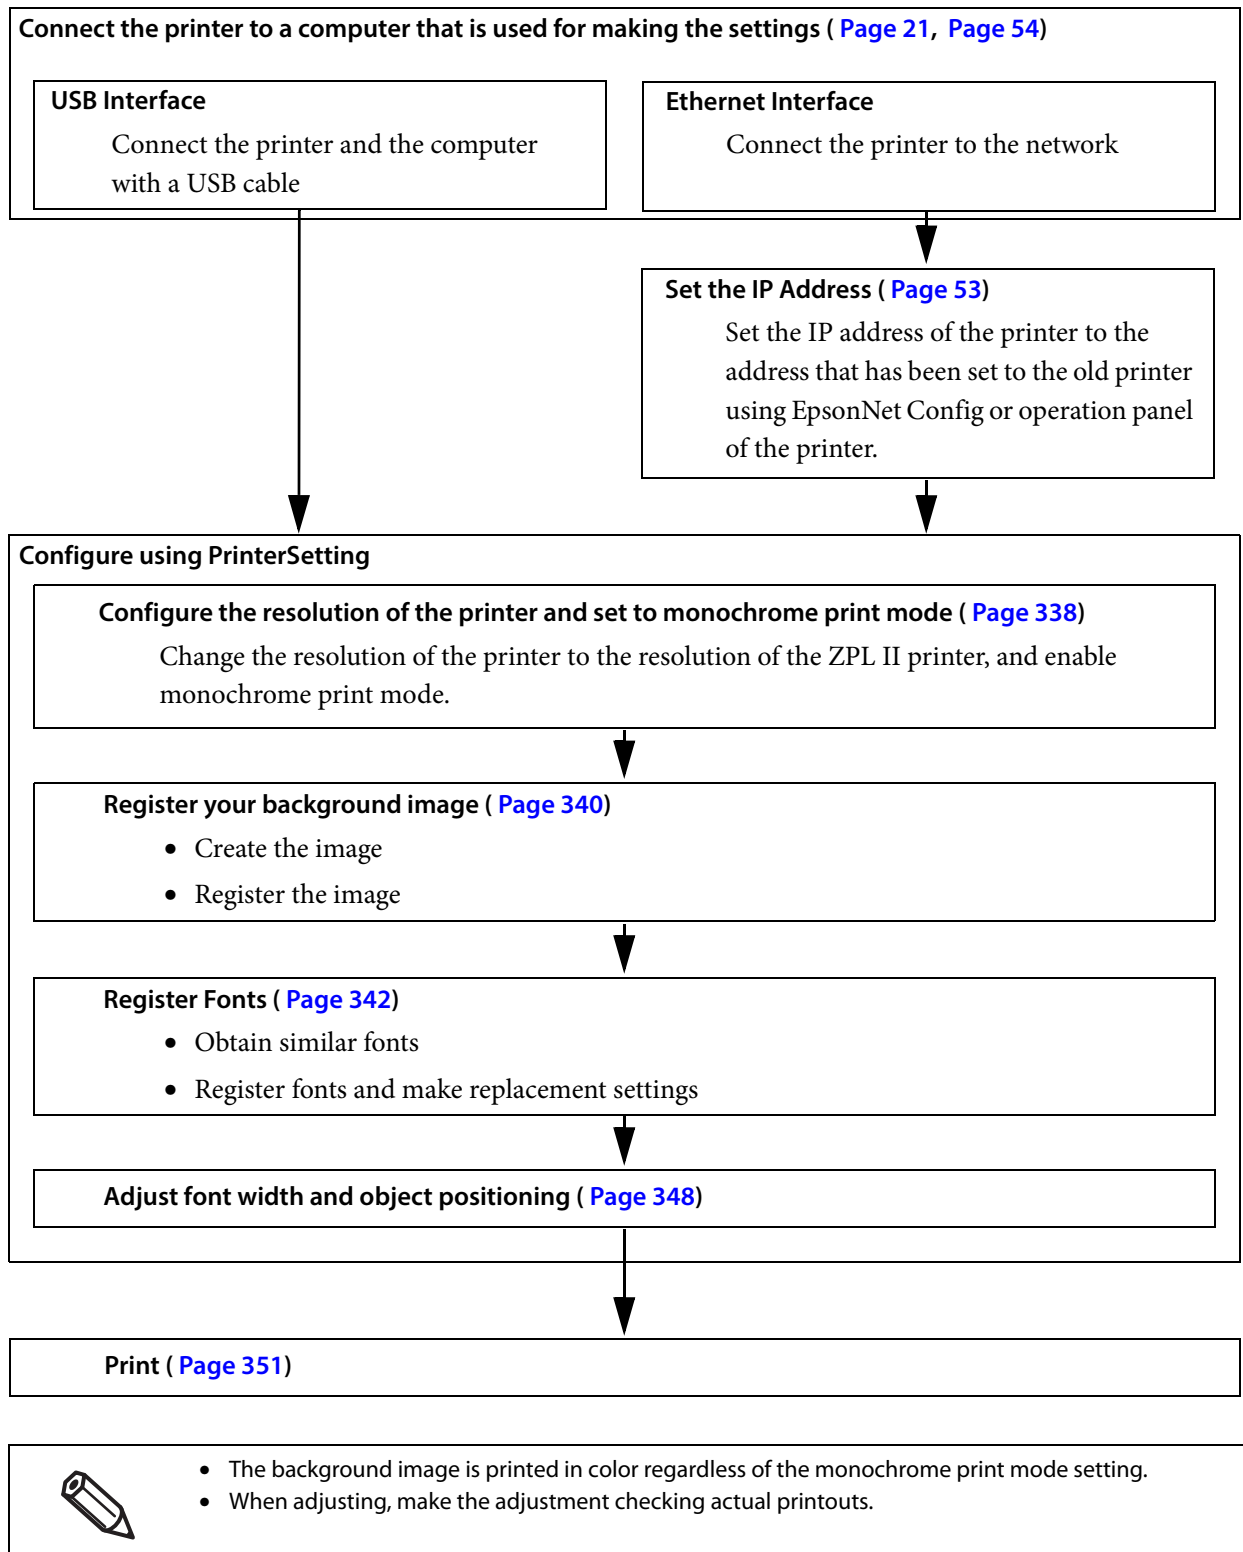 Connect the printer to a computer that is used for making the settings ( Page 21, Page 54)
USB Interface
Connect the printer and the computer
with a USB cable
Ethernet Interface
Connect the printer to the network
Set the IP Address ( Page 53)
Set the IP address of the printer to the
address that has been set to the old printer
using EpsonNet Config or operation panel
of the printer.
Configure using PrinterSetting
Configure the resolution of the printer and set to monochrome print mode ( Page 338)
Change the resolution of the printer to the resolution of the ZPL II printer, and enable
monochrome print mode.
Register your background image ( Page 340)
• Create the image
• Register the image
Register Fonts ( Page 342)
• Obtain similar fonts
• Register fonts and make replacement settings
Adjust font width and object positioning ( Page 348)
Print ( Page 351)
• The background image is printed in color regardless of the monochrome print mode setting.
• When adjusting, make the adjustment checking actual printouts.